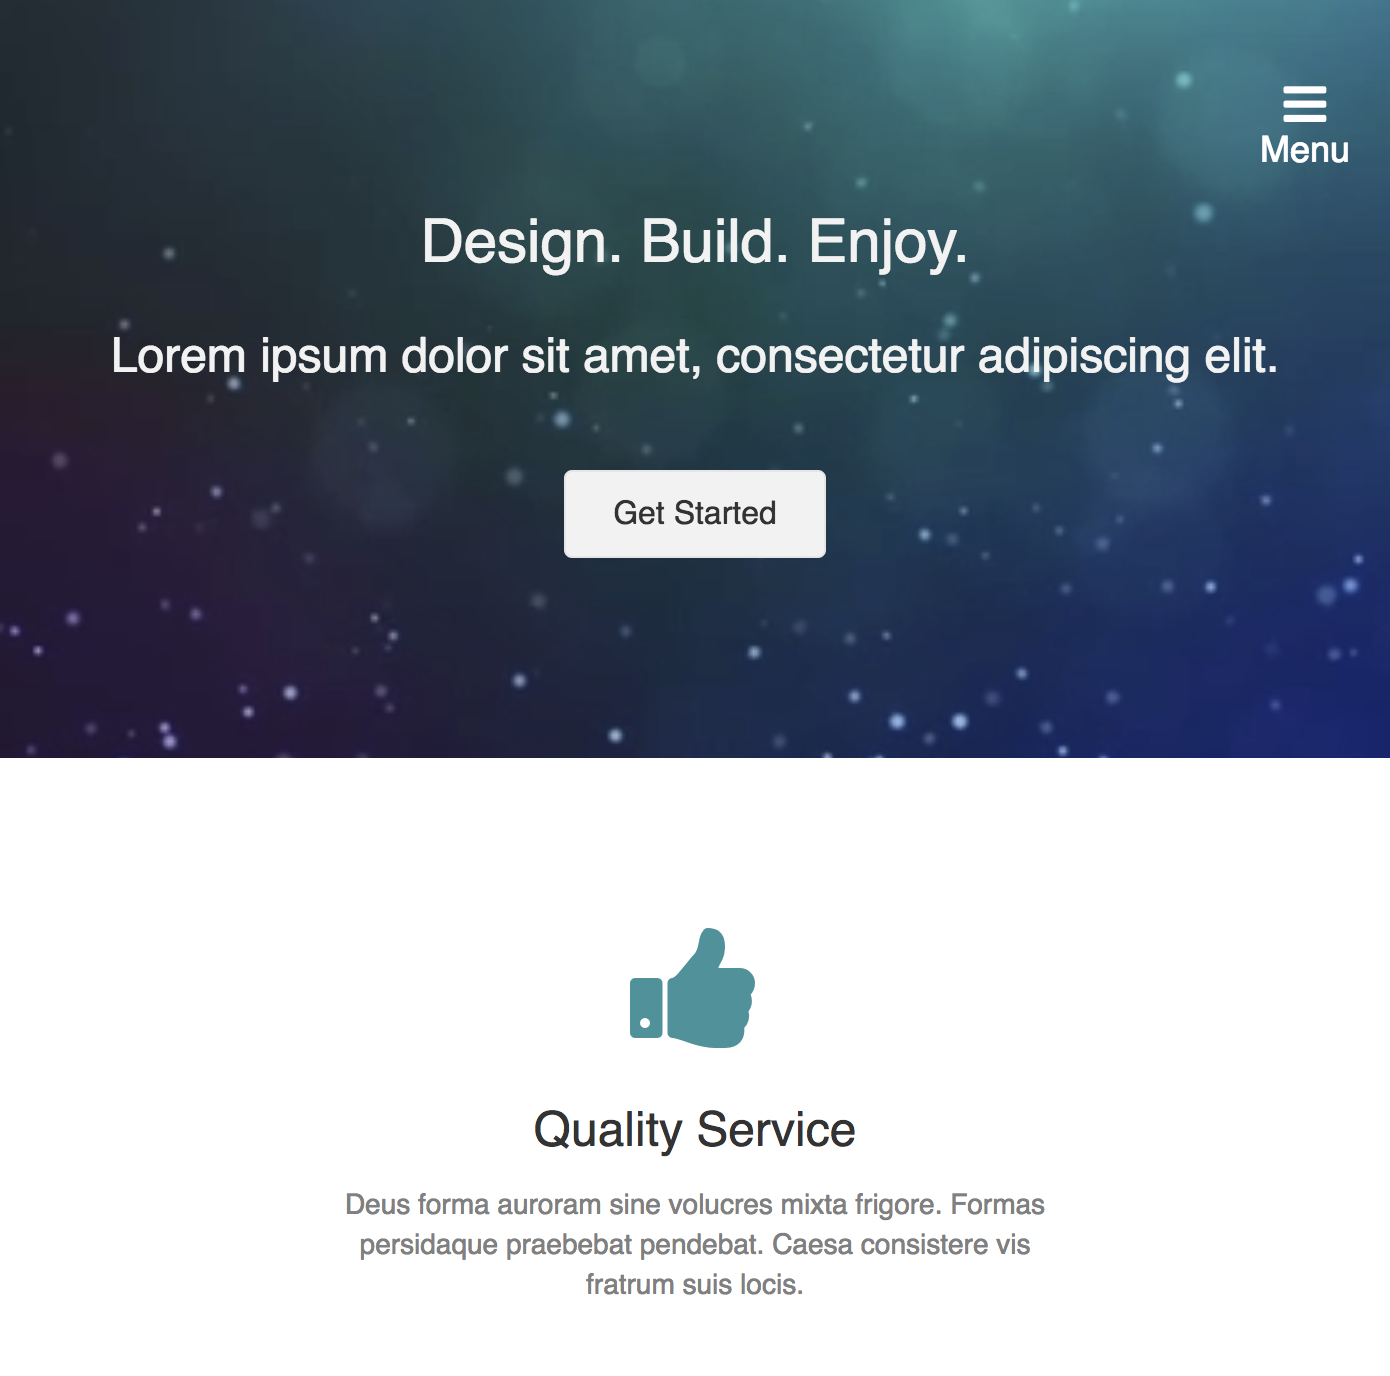 Menu
Design. Build. Enjoy.
Lorem ipsum dolor sit amet, consectetur adipiscing elit.
Get Started
Quality Service
Deus forma auroram sine volucres mixta frigore. Formas
persidaque praebebat pendebat. Caesa consistere vis
fratrum suis locis.